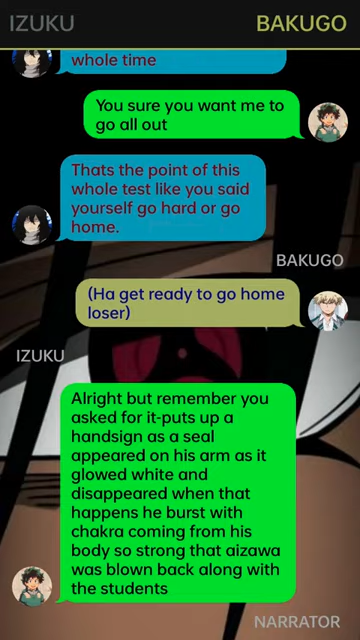 IZUKU
BAKUGO
whole time
You sure you want me to
go all out
Thats the point of this
whole test like you said
yourself go hard or go
home.
BAKUGO
(Ha get ready to go home
loser)
IZUKU
Alright but remember you
asked for it-puts up a
handsign as a seal
appeared on his arm as it
glowed white and
disappeared when that
happens he burst with
chakra coming from his
body so strong that aizawa
was blown back along with
the students
NARRATOR